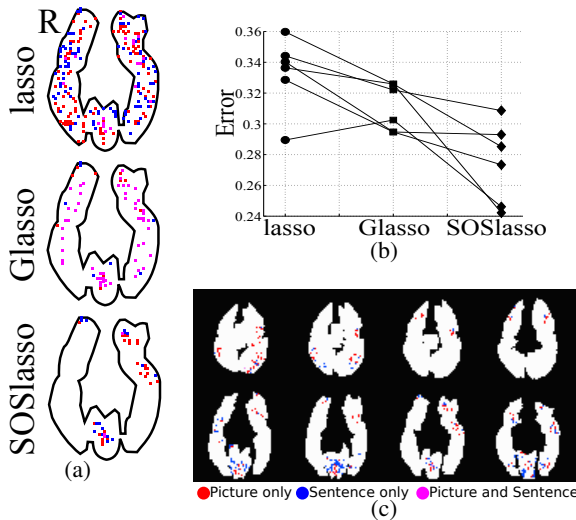 R
lasso
Glasso
SOSlasso
(a)
0.36
0.34
0.32
0.3
0.28
0.26
0.24
Error
lasso Glasso SOSlasso
(b)
Picture only Sentence only Picture and Sentence
(c)